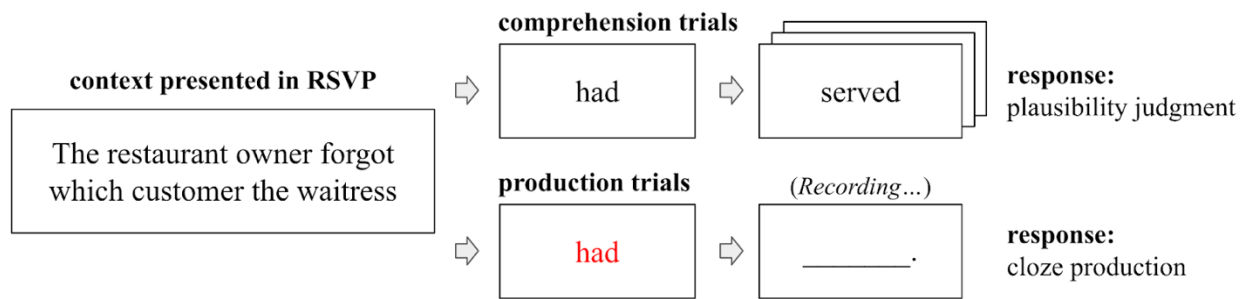 comprehension trials
context presented in RSVP
The restaurant owner forgot
which customer the waitress
had
served
response:
plausibility judgment
production trials
(Recording…)
had
________.
response:
cloze production